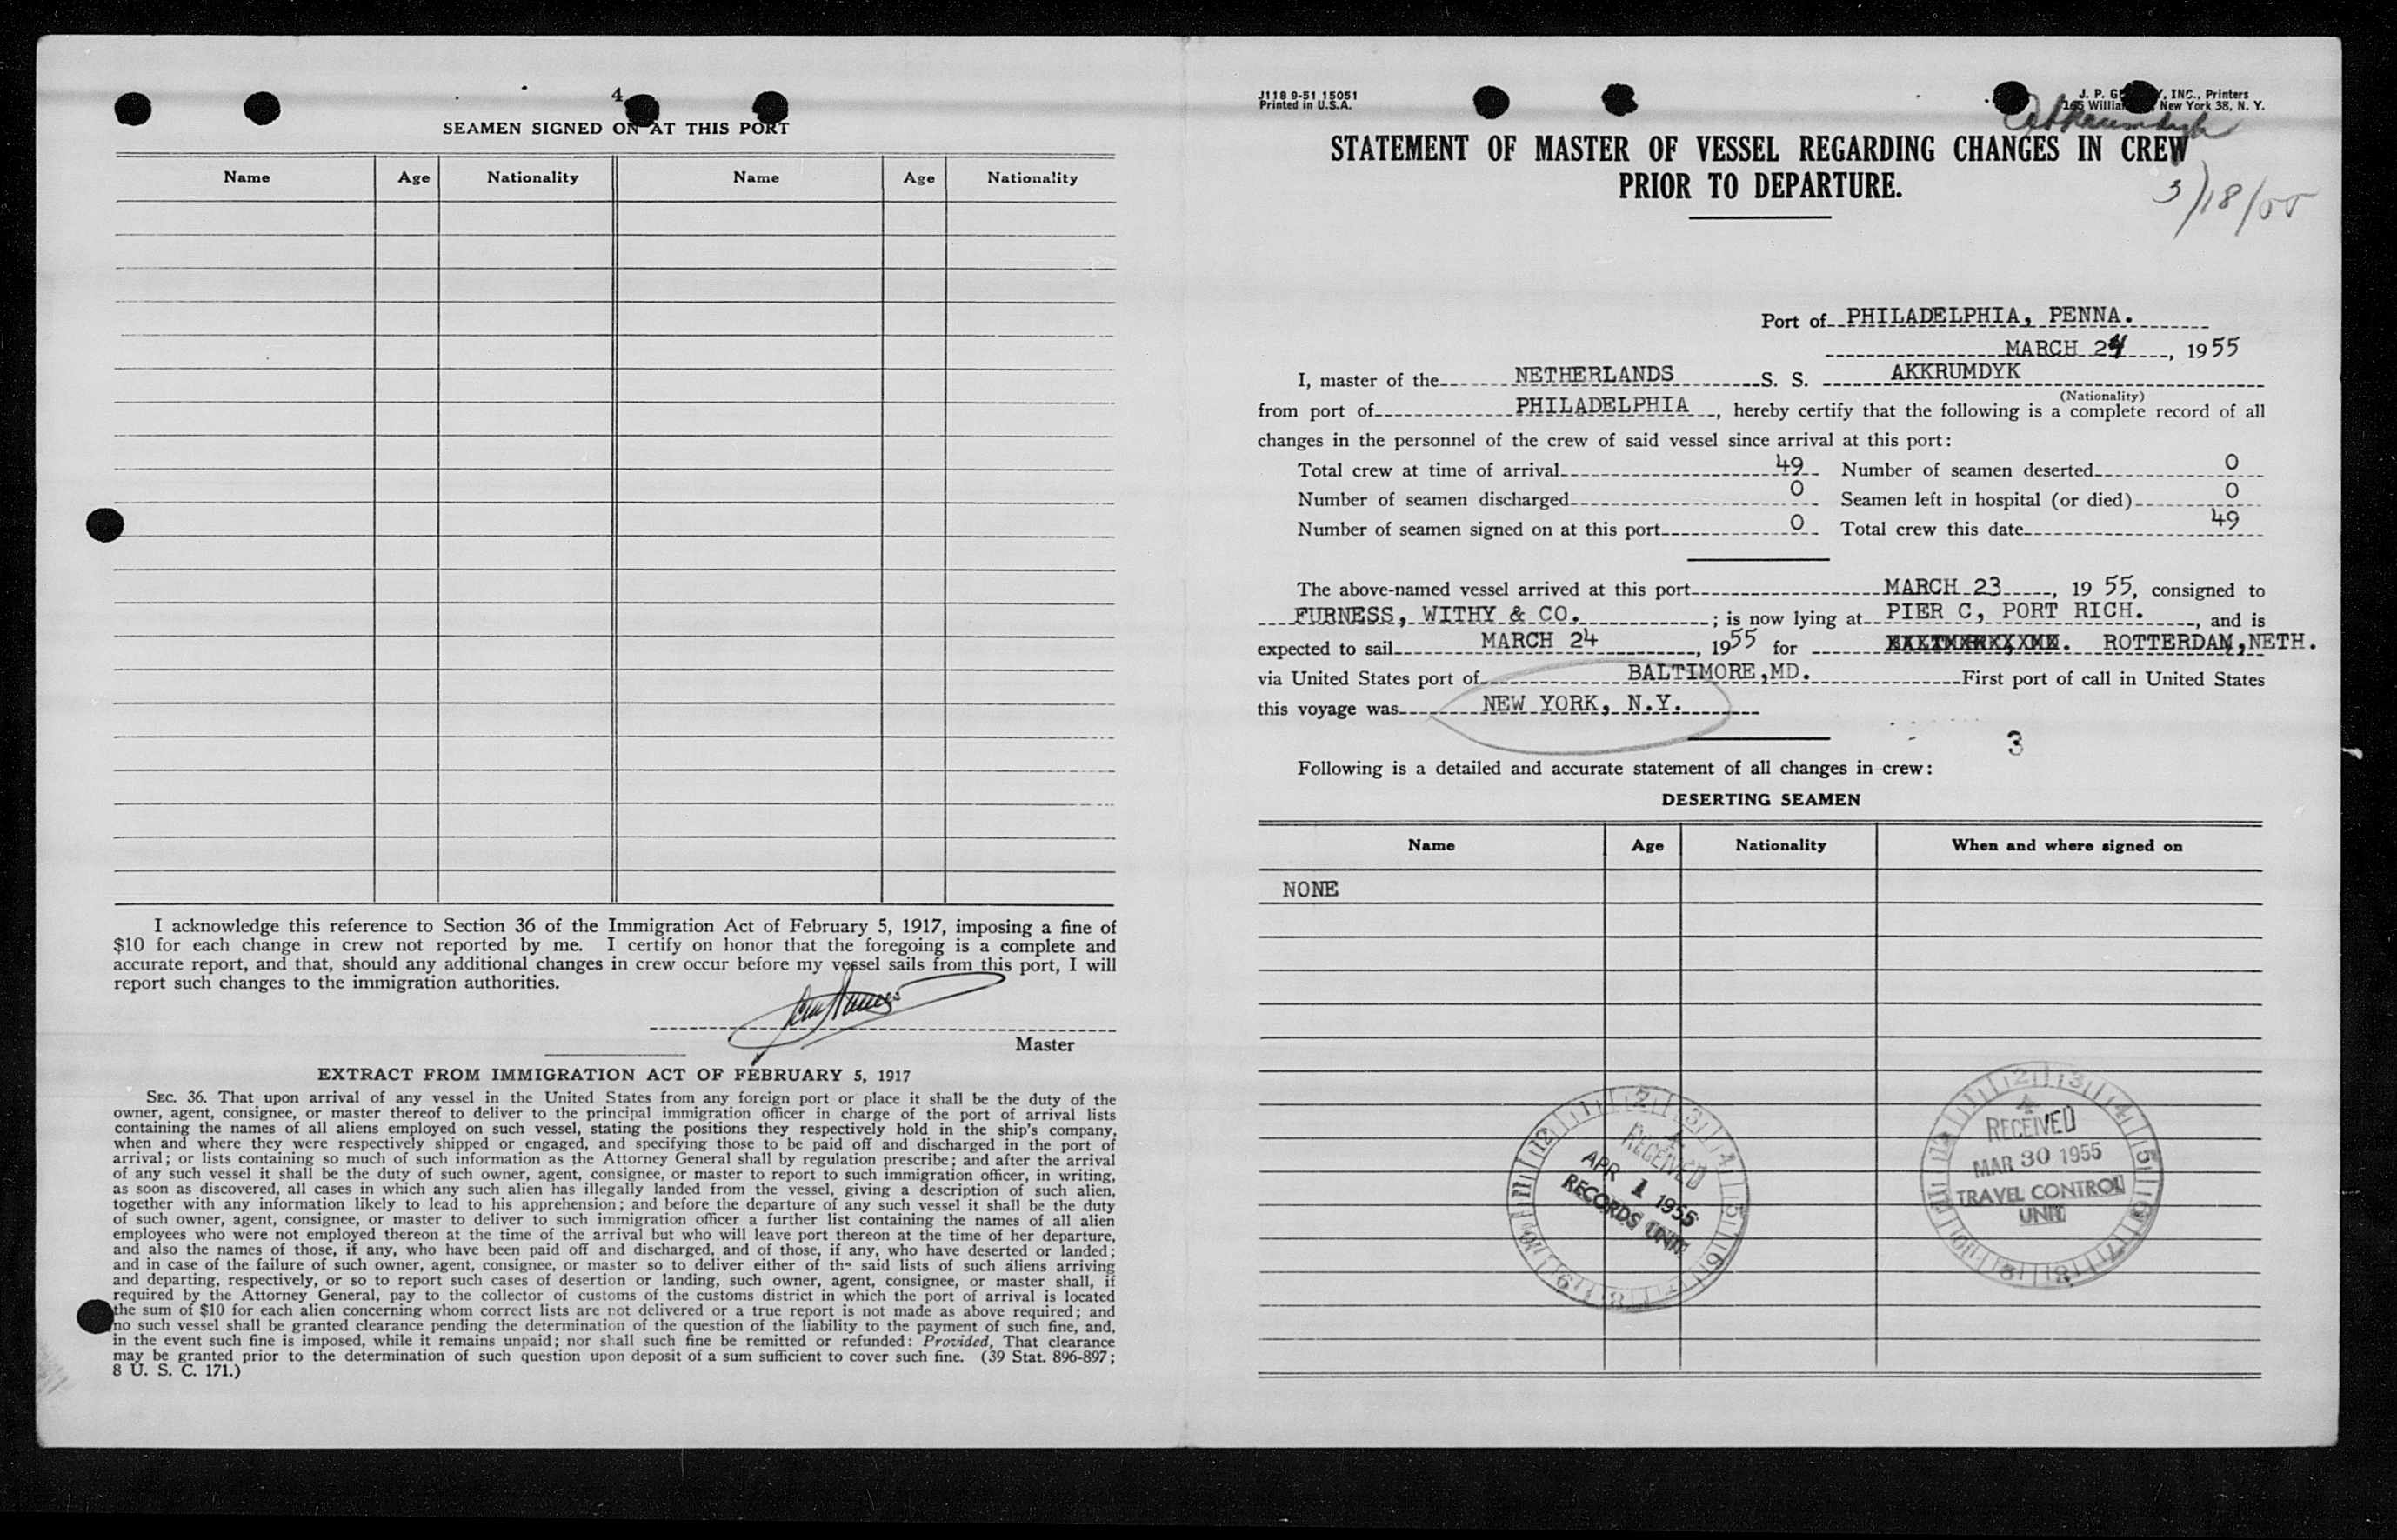 4
SEAMEN SIGNED ON AT THIS PORT
Name Age Nationality Name Age Nationality
I acknowledge this reference to Section 36 of the Immigration Act of February 5, 1917, imposing a fine of
$10 for each change in crew not reported by me. I certify on honor that the foregoing is a complete and
accurate report, and that, should any additional changes in crew occur before my vessel sails from this port, I will
report such changes to the immigration authorities.
Master
EXTRACT FROM IMMIGRATION ACT OF FEBRUARY 5, 1917
SEC. 36. That upon arrival of any vessel in the United States from any foreign port or place it shall be the duty of the
owner, agent, consignee, or master thereof to deliver to the principal immigration officer in charge of the port of arrival lists
containing the names of all aliens employed on such vessel, stating the positions they respectively hold in the ship's company,
when and where they were respectively shipped or engaged, and specifying those to be paid off and discharged in the port of
arrival; or lists containing so much of such information as the Attorney General shall by regulation prescribe; and after the arrival
of any such vessel it shall be the duty of such owner, agent, consignee, or master to report to such immigration officer, in writing,
as soon as discovered, all cases in which any such alien has illegally landed from the vessel, giving a description of such alien,
together with any information likely to lead to his apprehension; and before the departure of any such vessel it shall be the duty
of such owner, agent, consignee, or master to deliver to such immigration officer a further list containing the names of all alien
employees who were not employed thereon at the time of the arrival but who will leave port thereon at the time of her departure,
and also the names of those, if any, who have been paid off and discharged, and of those, if any, who have deserted or landed;
and in case of the failure of such owner, agent, consignee, or master so to deliver either of the said lists of such aliens arriving
and departing, respectively, or so to report such cases of desertion or landing, such owner, agent, consignee, or master shall, if
required by the Attorney General, pay to the collector of customs of the customs district in which the port of arrival is located
the sum of $10 for each alien concerning whom correct lists are not delivered or a true report is not made as above required; and
no such vessel shall be granted clearance pending the determination of the question of the liability to the payment of such fine, and,
in the event such fine is imposed, while it remains unpaid; nor shall such fine be remitted or refunded: Provided, That clearance
may be granted prior to the determination of such question upon deposit of a sum sufficient to cover such fine. (39 Stat. 896-897;
8 U. S. C. 171.)
J118 9-51 15051
Printed in U.S.A.
J. P. INC., Printers
New York 38, N. Y.
STATEMENT OF MASTER OF VESSEL REGARDING CHANGES IN CREW
PRIOR TO DEPARTURE.
3/18/55
Port of PHILADELPHIA, PENNA.
MARCH 24, 1955
I, master of the NETHERLANDS S. S. AKKRUMDYK
(Nationality)
from port of PHILADELPHIA, hereby certify that the following is a complete record of all
changes in the personnel of the crew of said vessel since arrival at this port:
Total crew at time of arrival 49 Number of seamen deserted 0
Number of seamen discharged 0 Seamen left in hospital (or died) 0
Number of seamen signed on at this port 0 Total crew this date 49
The above-named vessel arrived at this port MARCH 23, 1955, consigned to
FURNESS, WITHY & CO. ; is now lying at PIER C, PORT RICH., and is
expected to sail MARCH 24, 1955 for ROTTERDAM, NETH.
via United States port of BALTIMORE, MD. First port of call in United States
this voyage was NEW YORK, N.Y.
3
Following is a detailed and accurate statement of all changes in crew:
DESERTING SEAMEN
Name Age Nationality When and where signed on
NONE
RECEIVED
APR 1 1955
RECORDS UNIT
RECEIVED
MAR 30 1955
TRAVEL CONTROL
UNIT